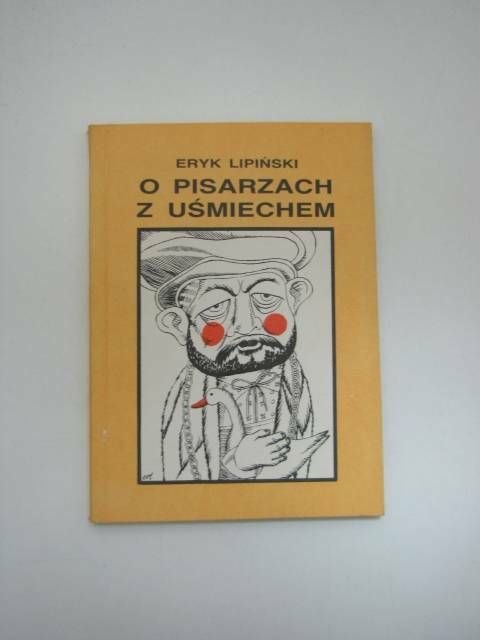 ERYK LIPIŃSKI
O PISARZACH
Z UŚMIECHEM